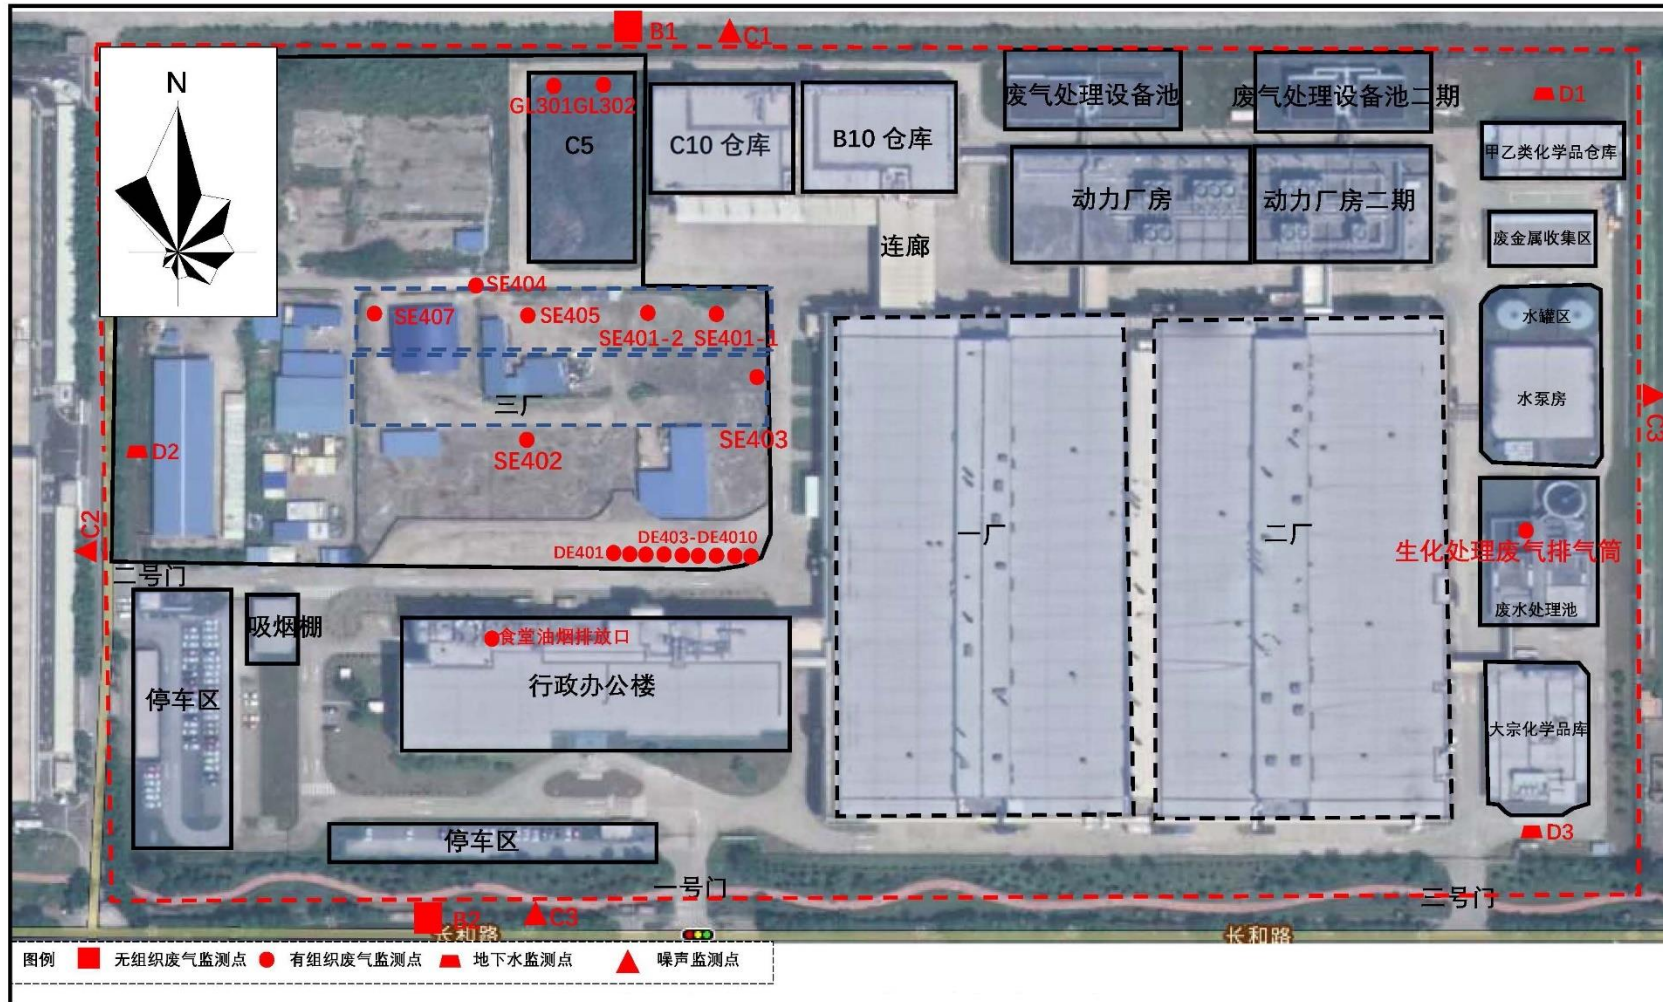 B1
C1
N
GL301
GL302
C5
C10 仓库
B10 仓库
废气处理设备池
废气处理设备池二期
D1
甲乙类化学品仓库
动力厂房
动力厂房二期
废金属收集区
连廊
SE404
SE407
SE405
SE401-2
SE401-1
水罐区
水泵房
C3
三厂
SE403
SE402
D2
C2
一厂
二厂
DE401
DE403-DE4010
生化处理废气排气筒
废水处理池
二号门
吸烟棚
食堂油烟排放口
行政办公楼
停车区
大宗化学品库
停车区
D3
一号门
三号门
B2
C3
长和路
长和路
图例
无组织废气监测点
有组织废气监测点
地下水监测点
噪声监测点